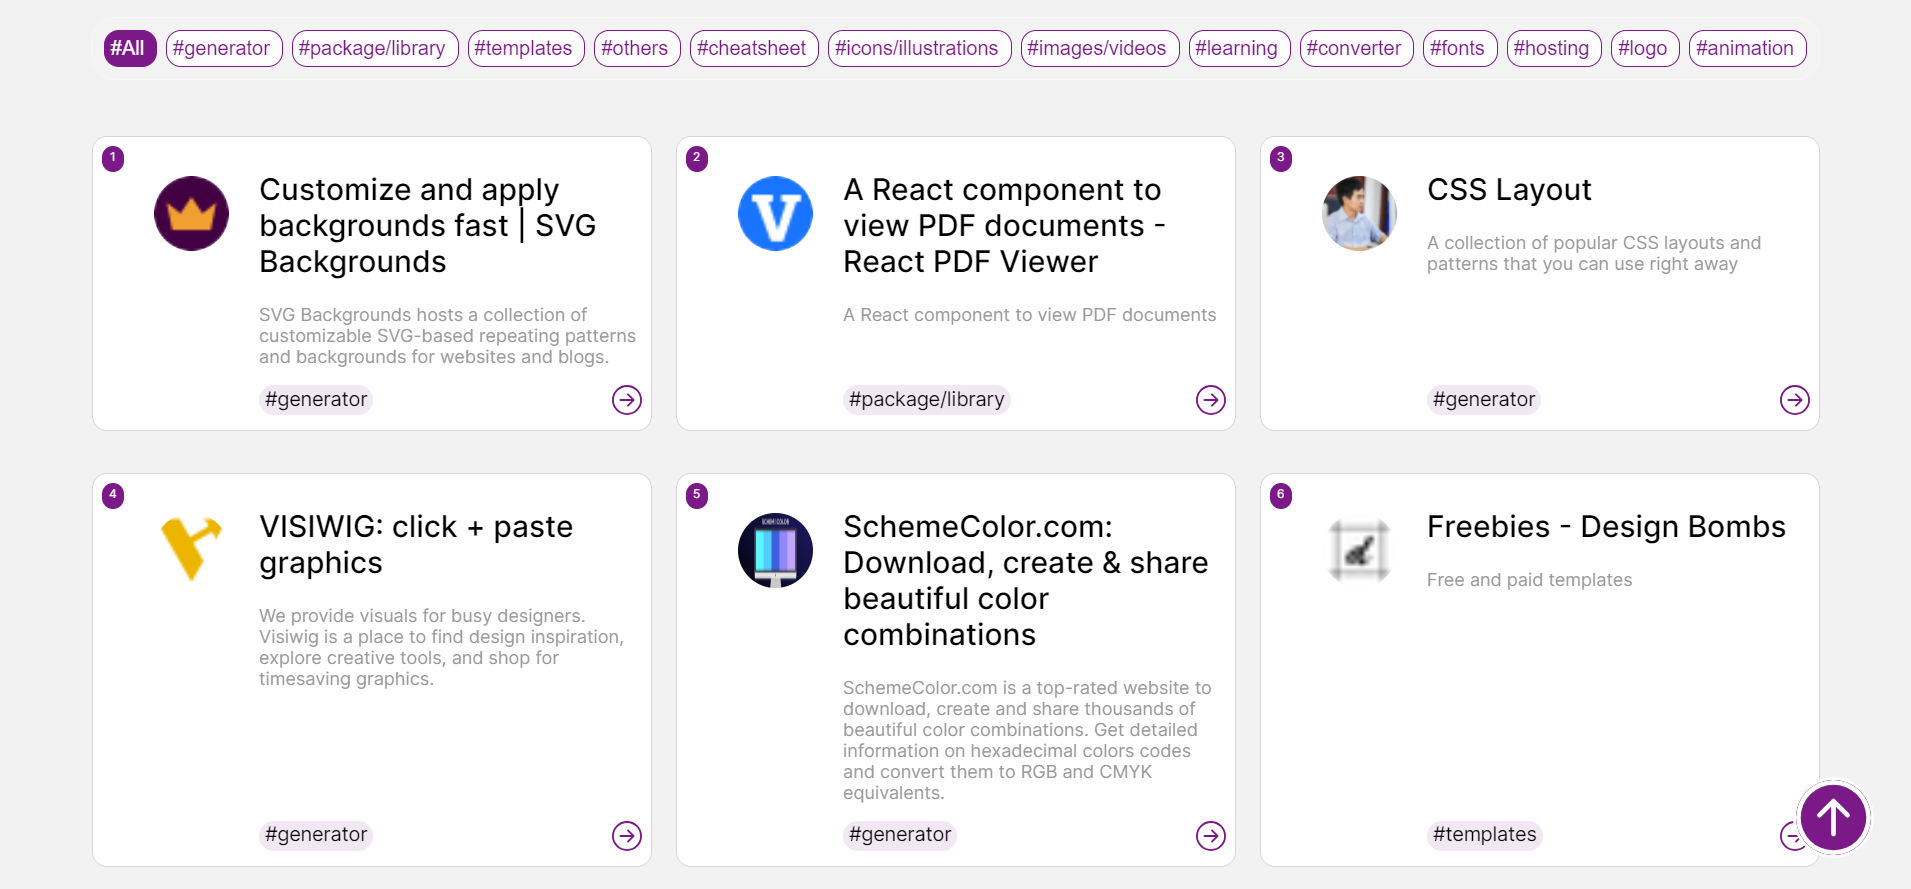 #All #generator #package/library #templates #others #cheatsheet #icons/illustrations #images/videos #learning #converter #fonts #hosting #logo #animation
1
Customize and apply
backgrounds fast | SVG
Backgrounds
SVG Backgrounds hosts a collection of
customizable SVG-based repeating patterns
and backgrounds for websites and blogs.
#generator
2
A React component to
view PDF documents -
React PDF Viewer
A React component to view PDF documents
#package/library
3
CSS Layout
A collection of popular CSS layouts and
patterns that you can use right away
#generator
4
VISIWIG: click + paste
graphics
We provide visuals for busy designers.
Visiwig is a place to find design inspiration,
explore creative tools, and shop for
timesaving graphics.
#generator
5
SCHEME COLOR
SchemeColor.com:
Download, create & share
beautiful color
combinations
SchemeColor.com is a top-rated website to
download, create and share thousands of
beautiful color combinations. Get detailed
information on hexadecimal colors codes
and convert them to RGB and CMYK
equivalents.
#generator
6
Freebies - Design Bombs
Free and paid templates
#templates